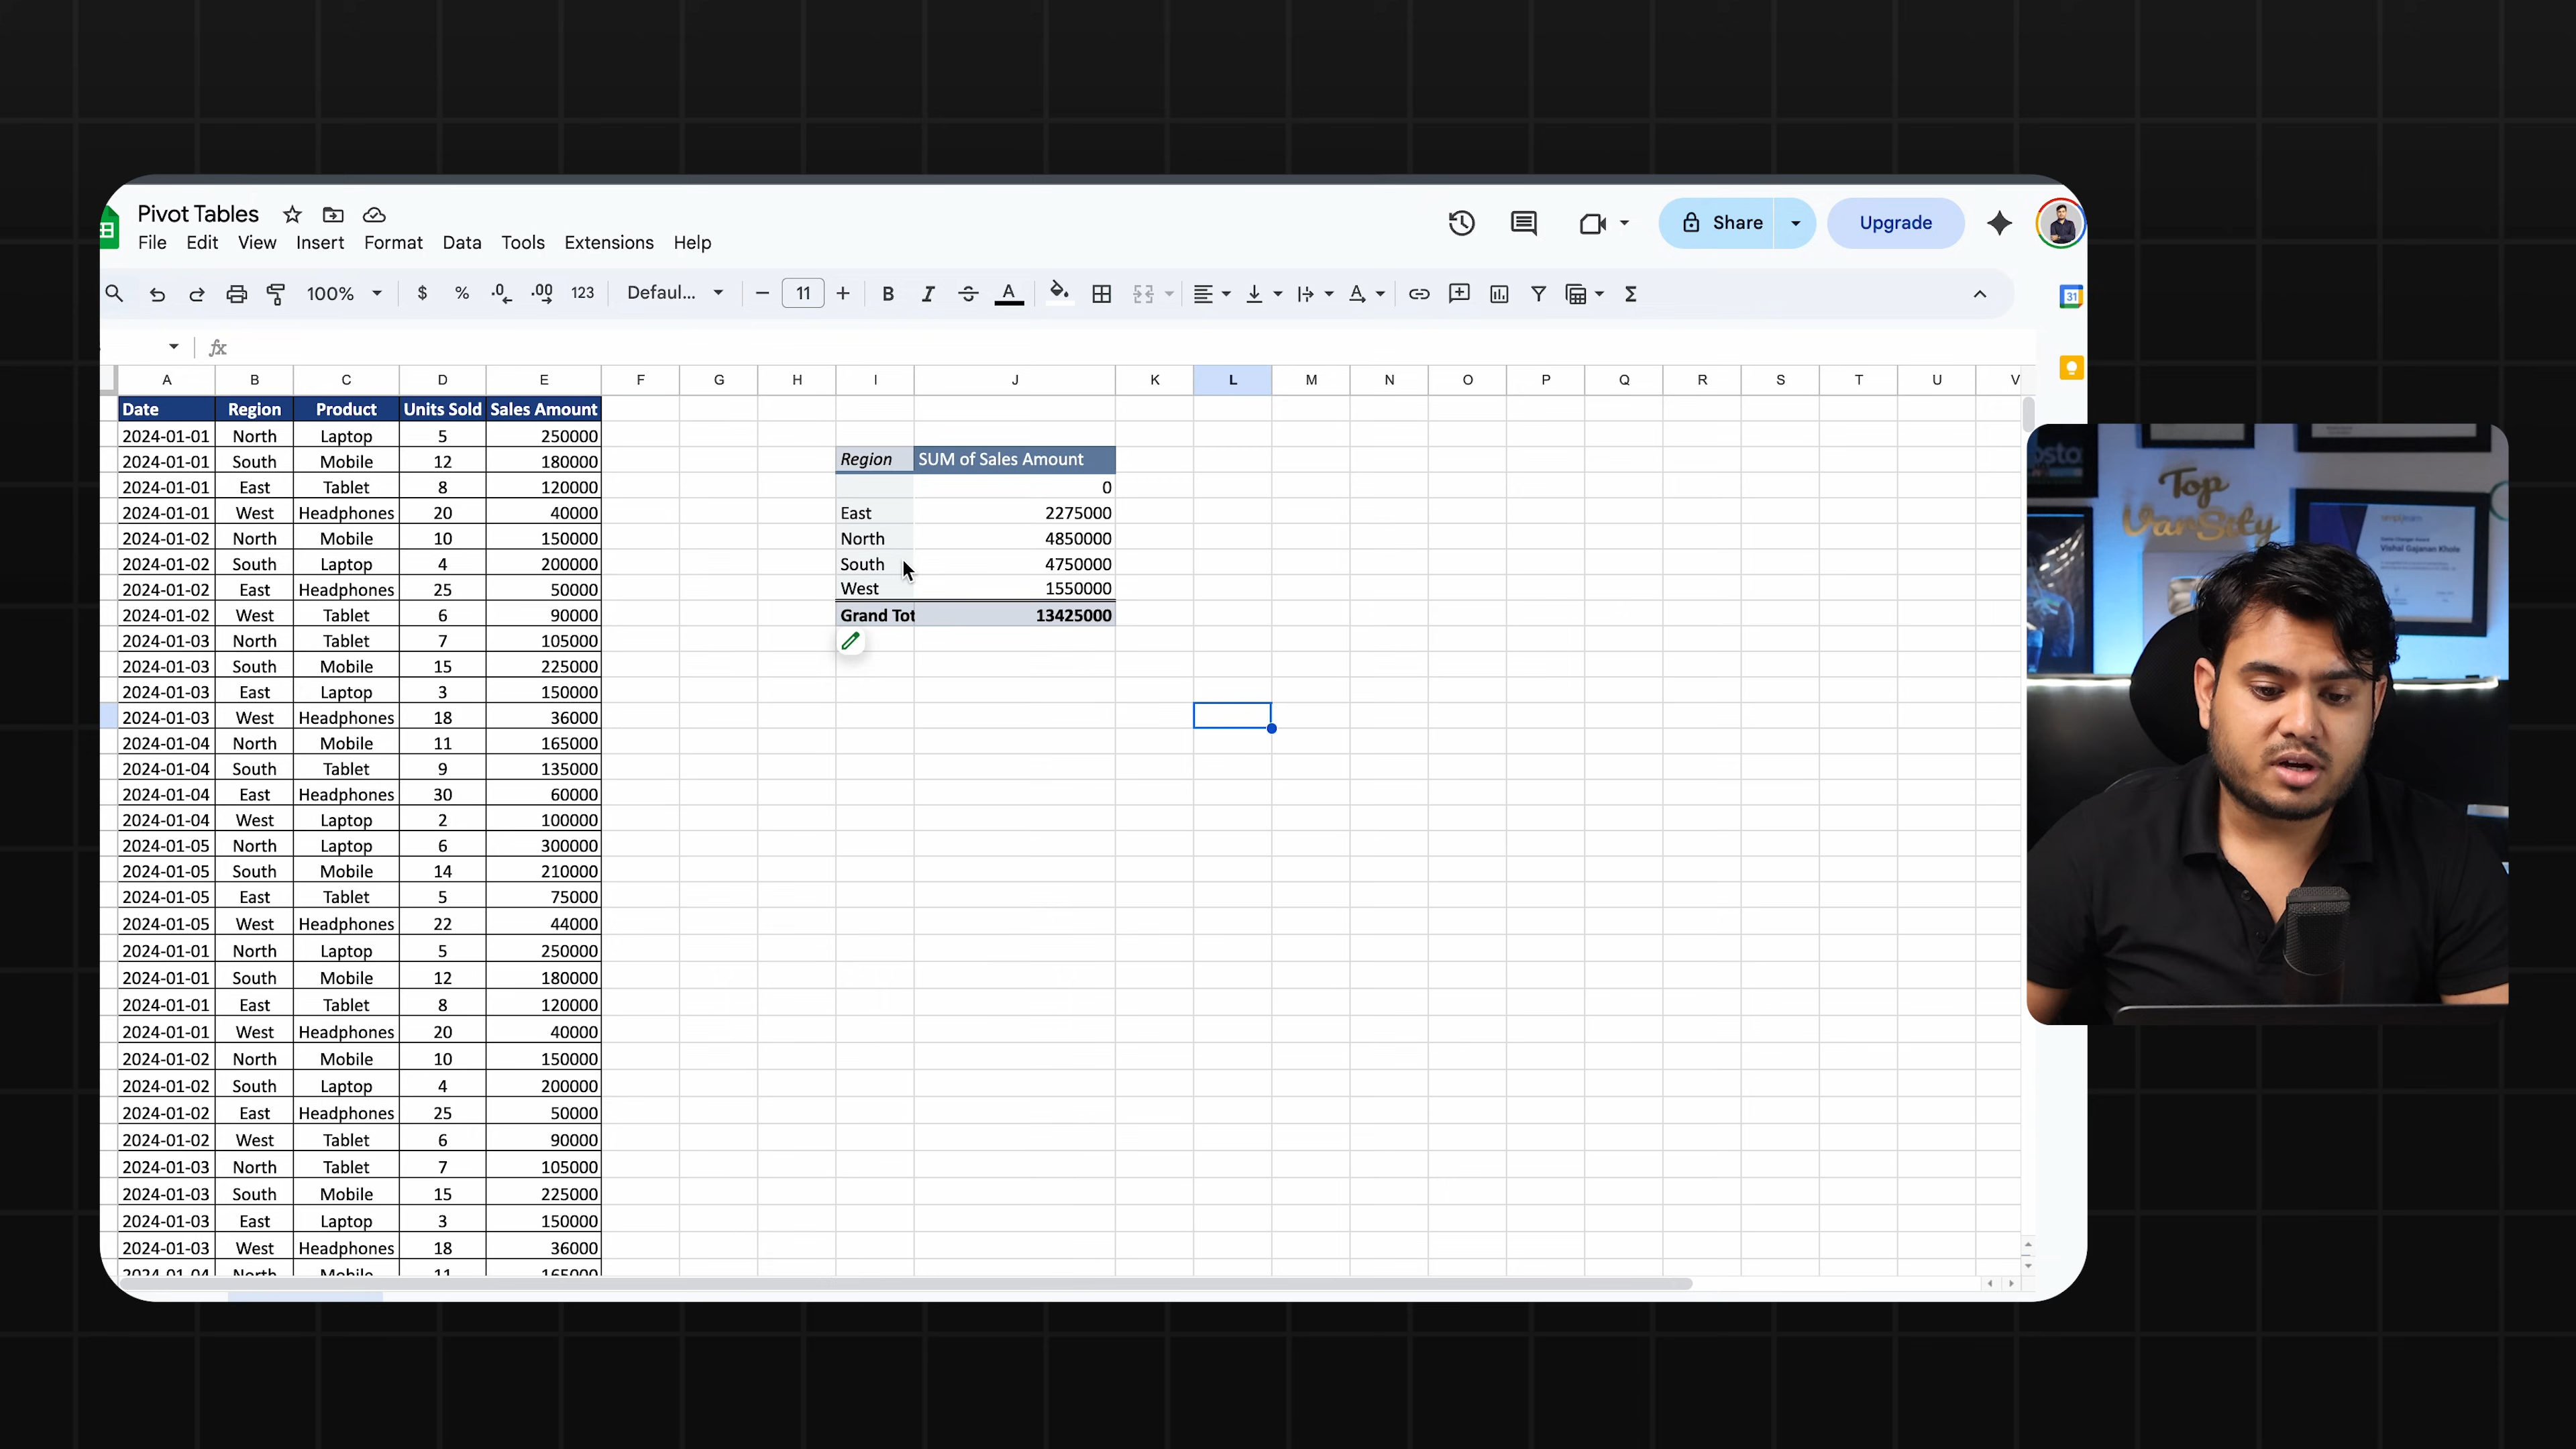 Pivot Tables
File Edit View Insert Format Data Tools Extensions Help
Share
Upgrade
100% $ % .0 .00 123 Defaul... 11 B I A Σ
31
fx
A B C D E F G H I J K L M N O P Q R S T U V
Date Region Product Units Sold Sales Amount
2024-01-01 North Laptop 5 250000
Region SUM of Sales Amount
2024-01-01 South Mobile 12 180000
2024-01-01 East Tablet 8 120000 0
2024-01-01 West Headphones 20 40000 East 2275000
2024-01-02 North Mobile 10 150000 North 4850000
2024-01-02 South Laptop 4 200000 South 4750000
2024-01-02 East Headphones 25 50000 West 1550000
2024-01-02 West Tablet 6 90000 Grand Tot 13425000
2024-01-03 North Tablet 7 105000
2024-01-03 South Mobile 15 225000
2024-01-03 East Laptop 3 150000
2024-01-03 West Headphones 18 36000
2024-01-04 North Mobile 11 165000
2024-01-04 South Tablet 9 135000
2024-01-04 East Headphones 30 60000
2024-01-04 West Laptop 2 100000
2024-01-05 North Laptop 6 300000
2024-01-05 South Mobile 14 210000
2024-01-05 East Tablet 5 75000
2024-01-05 West Headphones 22 44000
2024-01-01 North Laptop 5 250000
2024-01-01 South Mobile 12 180000
2024-01-01 East Tablet 8 120000
2024-01-01 West Headphones 20 40000
2024-01-02 North Mobile 10 150000
2024-01-02 South Laptop 4 200000
2024-01-02 East Headphones 25 50000
2024-01-02 West Tablet 6 90000
2024-01-03 North Tablet 7 105000
2024-01-03 South Mobile 15 225000
2024-01-03 East Laptop 3 150000
2024-01-03 West Headphones 18 36000
2024-01-04 North Mobile 11 165000
Top
VarSity
Vishal Gajanan Khole